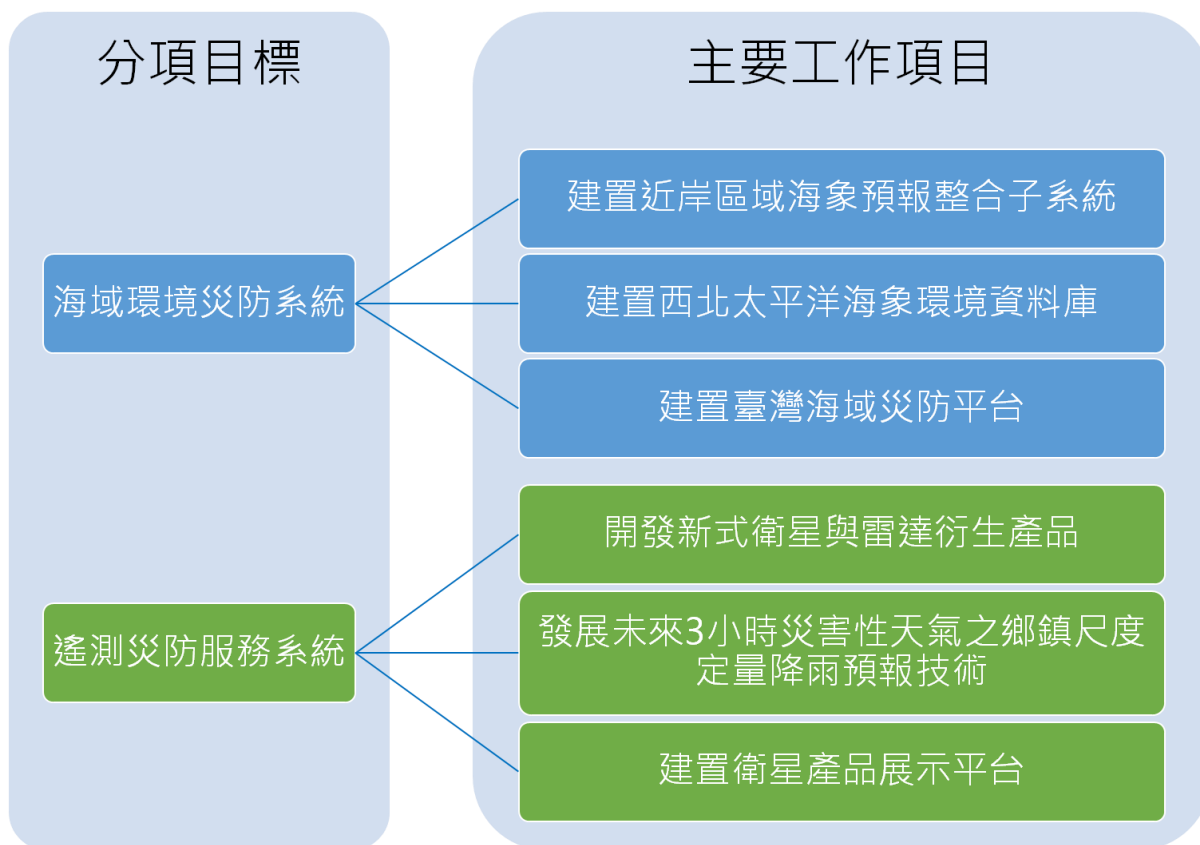 分項目標
主要工作項目
海域環境災防系統
建置近岸區域海象預報整合子系統
建置西北太平洋海象環境資料庫
建置臺灣海域災防平台
遙測災防服務系統
開發新式衛星與雷達衍生產品
發展未來3小時災害性天氣之鄉鎮尺度
定量降雨預報技術
建置衛星產品展示平台